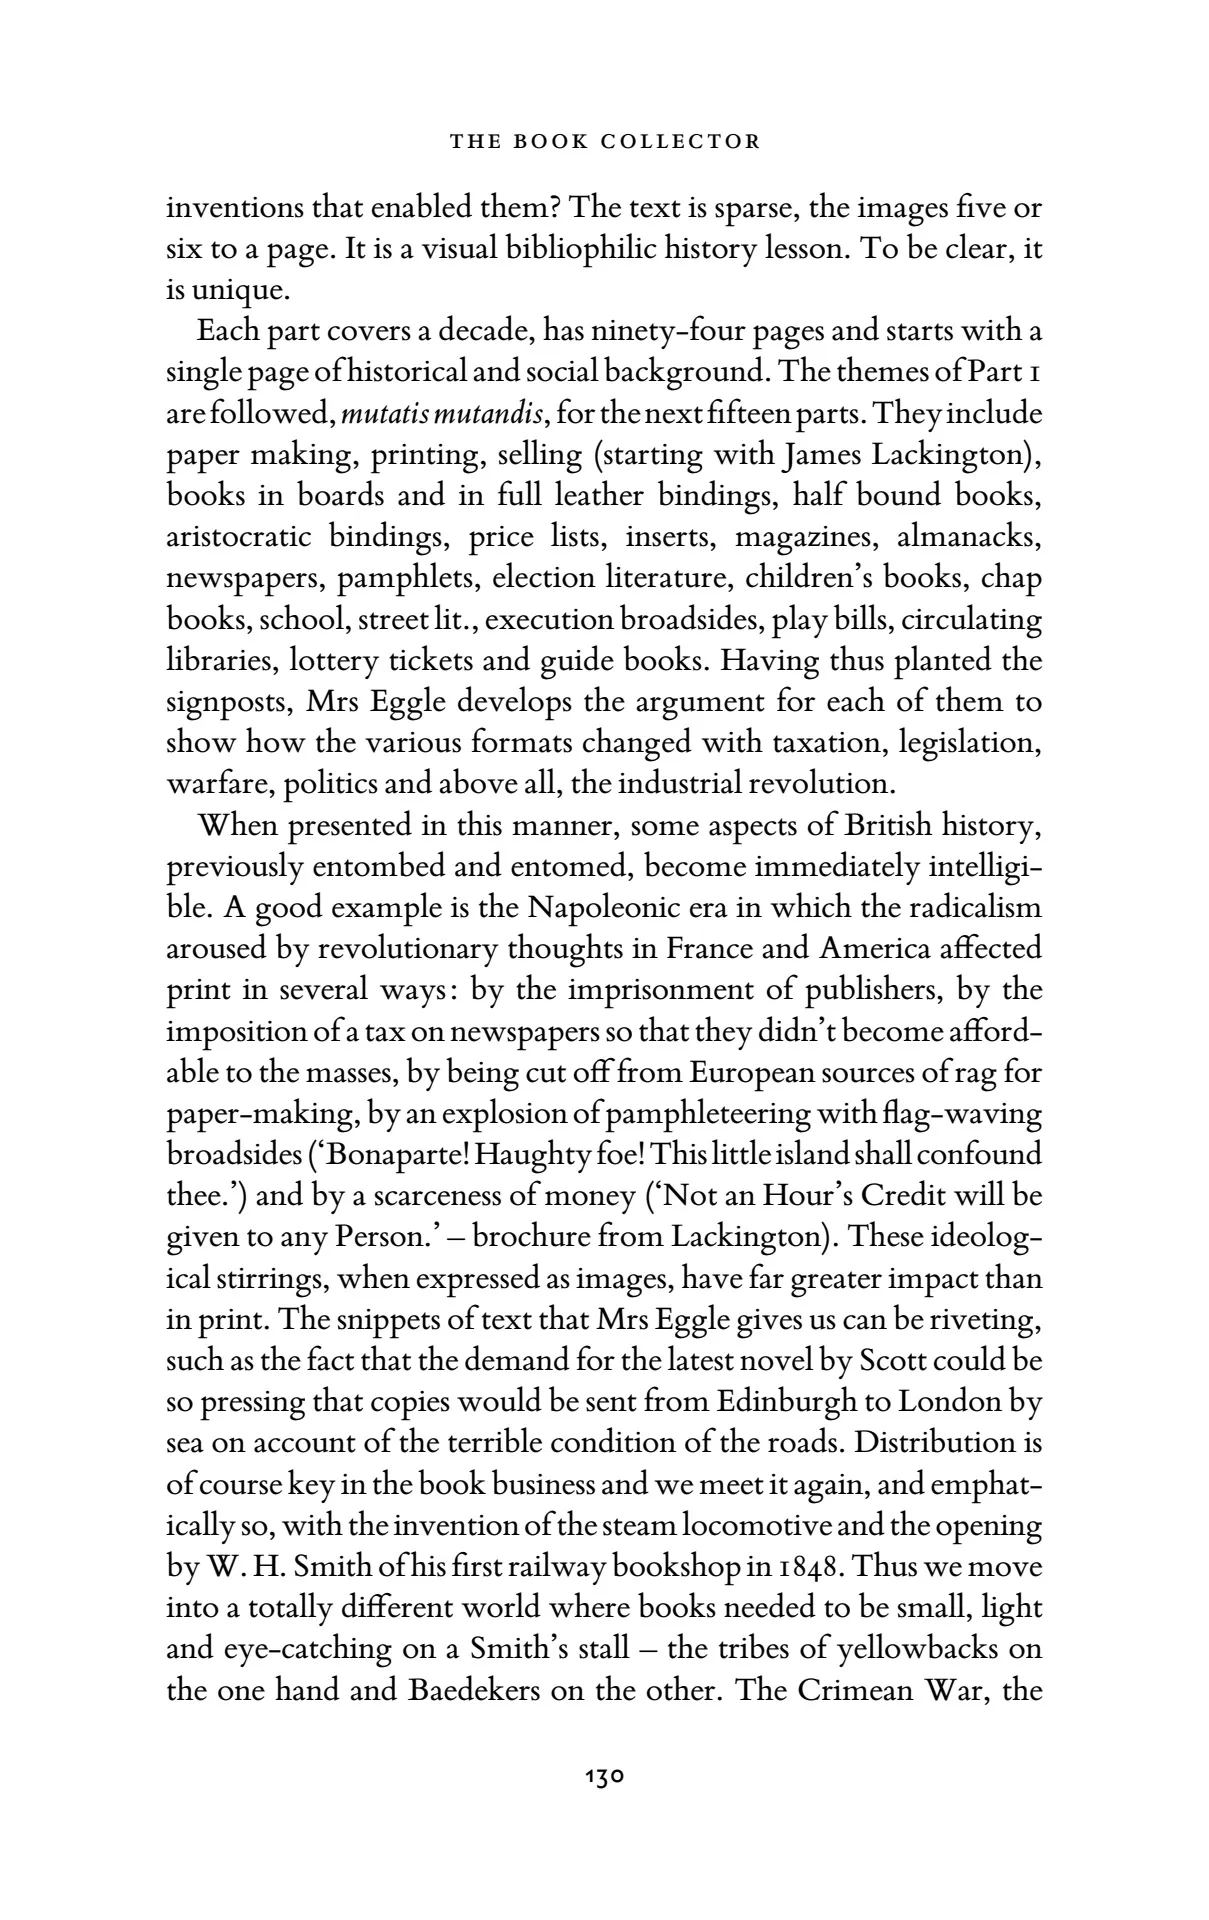 THE BOOK COLLECTOR
inventions that enabled them? The text is sparse, the images five or
six to a page. It is a visual bibliophilic history lesson. To be clear, it
is unique.
Each part covers a decade, has ninety-four pages and starts with a
single page of historical and social background. The themes of Part 1
are followed, mutatis mutandis, for the next fifteen parts. They include
paper making, printing, selling (starting with James Lackington),
books in boards and in full leather bindings, half bound books,
aristocratic bindings, price lists, inserts, magazines, almanacks,
newspapers, pamphlets, election literature, children’s books, chap
books, school, street lit., execution broadsides, play bills, circulating
libraries, lottery tickets and guide books. Having thus planted the
signposts, Mrs Eggle develops the argument for each of them to
show how the various formats changed with taxation, legislation,
warfare, politics and above all, the industrial revolution.
When presented in this manner, some aspects of British history,
previously entombed and entomed, become immediately intelligi-
ble. A good example is the Napoleonic era in which the radicalism
aroused by revolutionary thoughts in France and America affected
print in several ways: by the imprisonment of publishers, by the
imposition of a tax on newspapers so that they didn’t become afford-
able to the masses, by being cut off from European sources of rag for
paper-making, by an explosion of pamphleteering with flag-waving
broadsides (‘Bonaparte! Haughty foe! This little island shall confound
thee.’) and by a scarceness of money (‘Not an Hour’s Credit will be
given to any Person.’ – brochure from Lackington). These ideolog-
ical stirrings, when expressed as images, have far greater impact than
in print. The snippets of text that Mrs Eggle gives us can be riveting,
such as the fact that the demand for the latest novel by Scott could be
so pressing that copies would be sent from Edinburgh to London by
sea on account of the terrible condition of the roads. Distribution is
of course key in the book business and we meet it again, and emphat-
ically so, with the invention of the steam locomotive and the opening
by W. H. Smith of his first railway bookshop in 1848. Thus we move
into a totally different world where books needed to be small, light
and eye-catching on a Smith’s stall – the tribes of yellowbacks on
the one hand and Baedekers on the other. The Crimean War, the
130